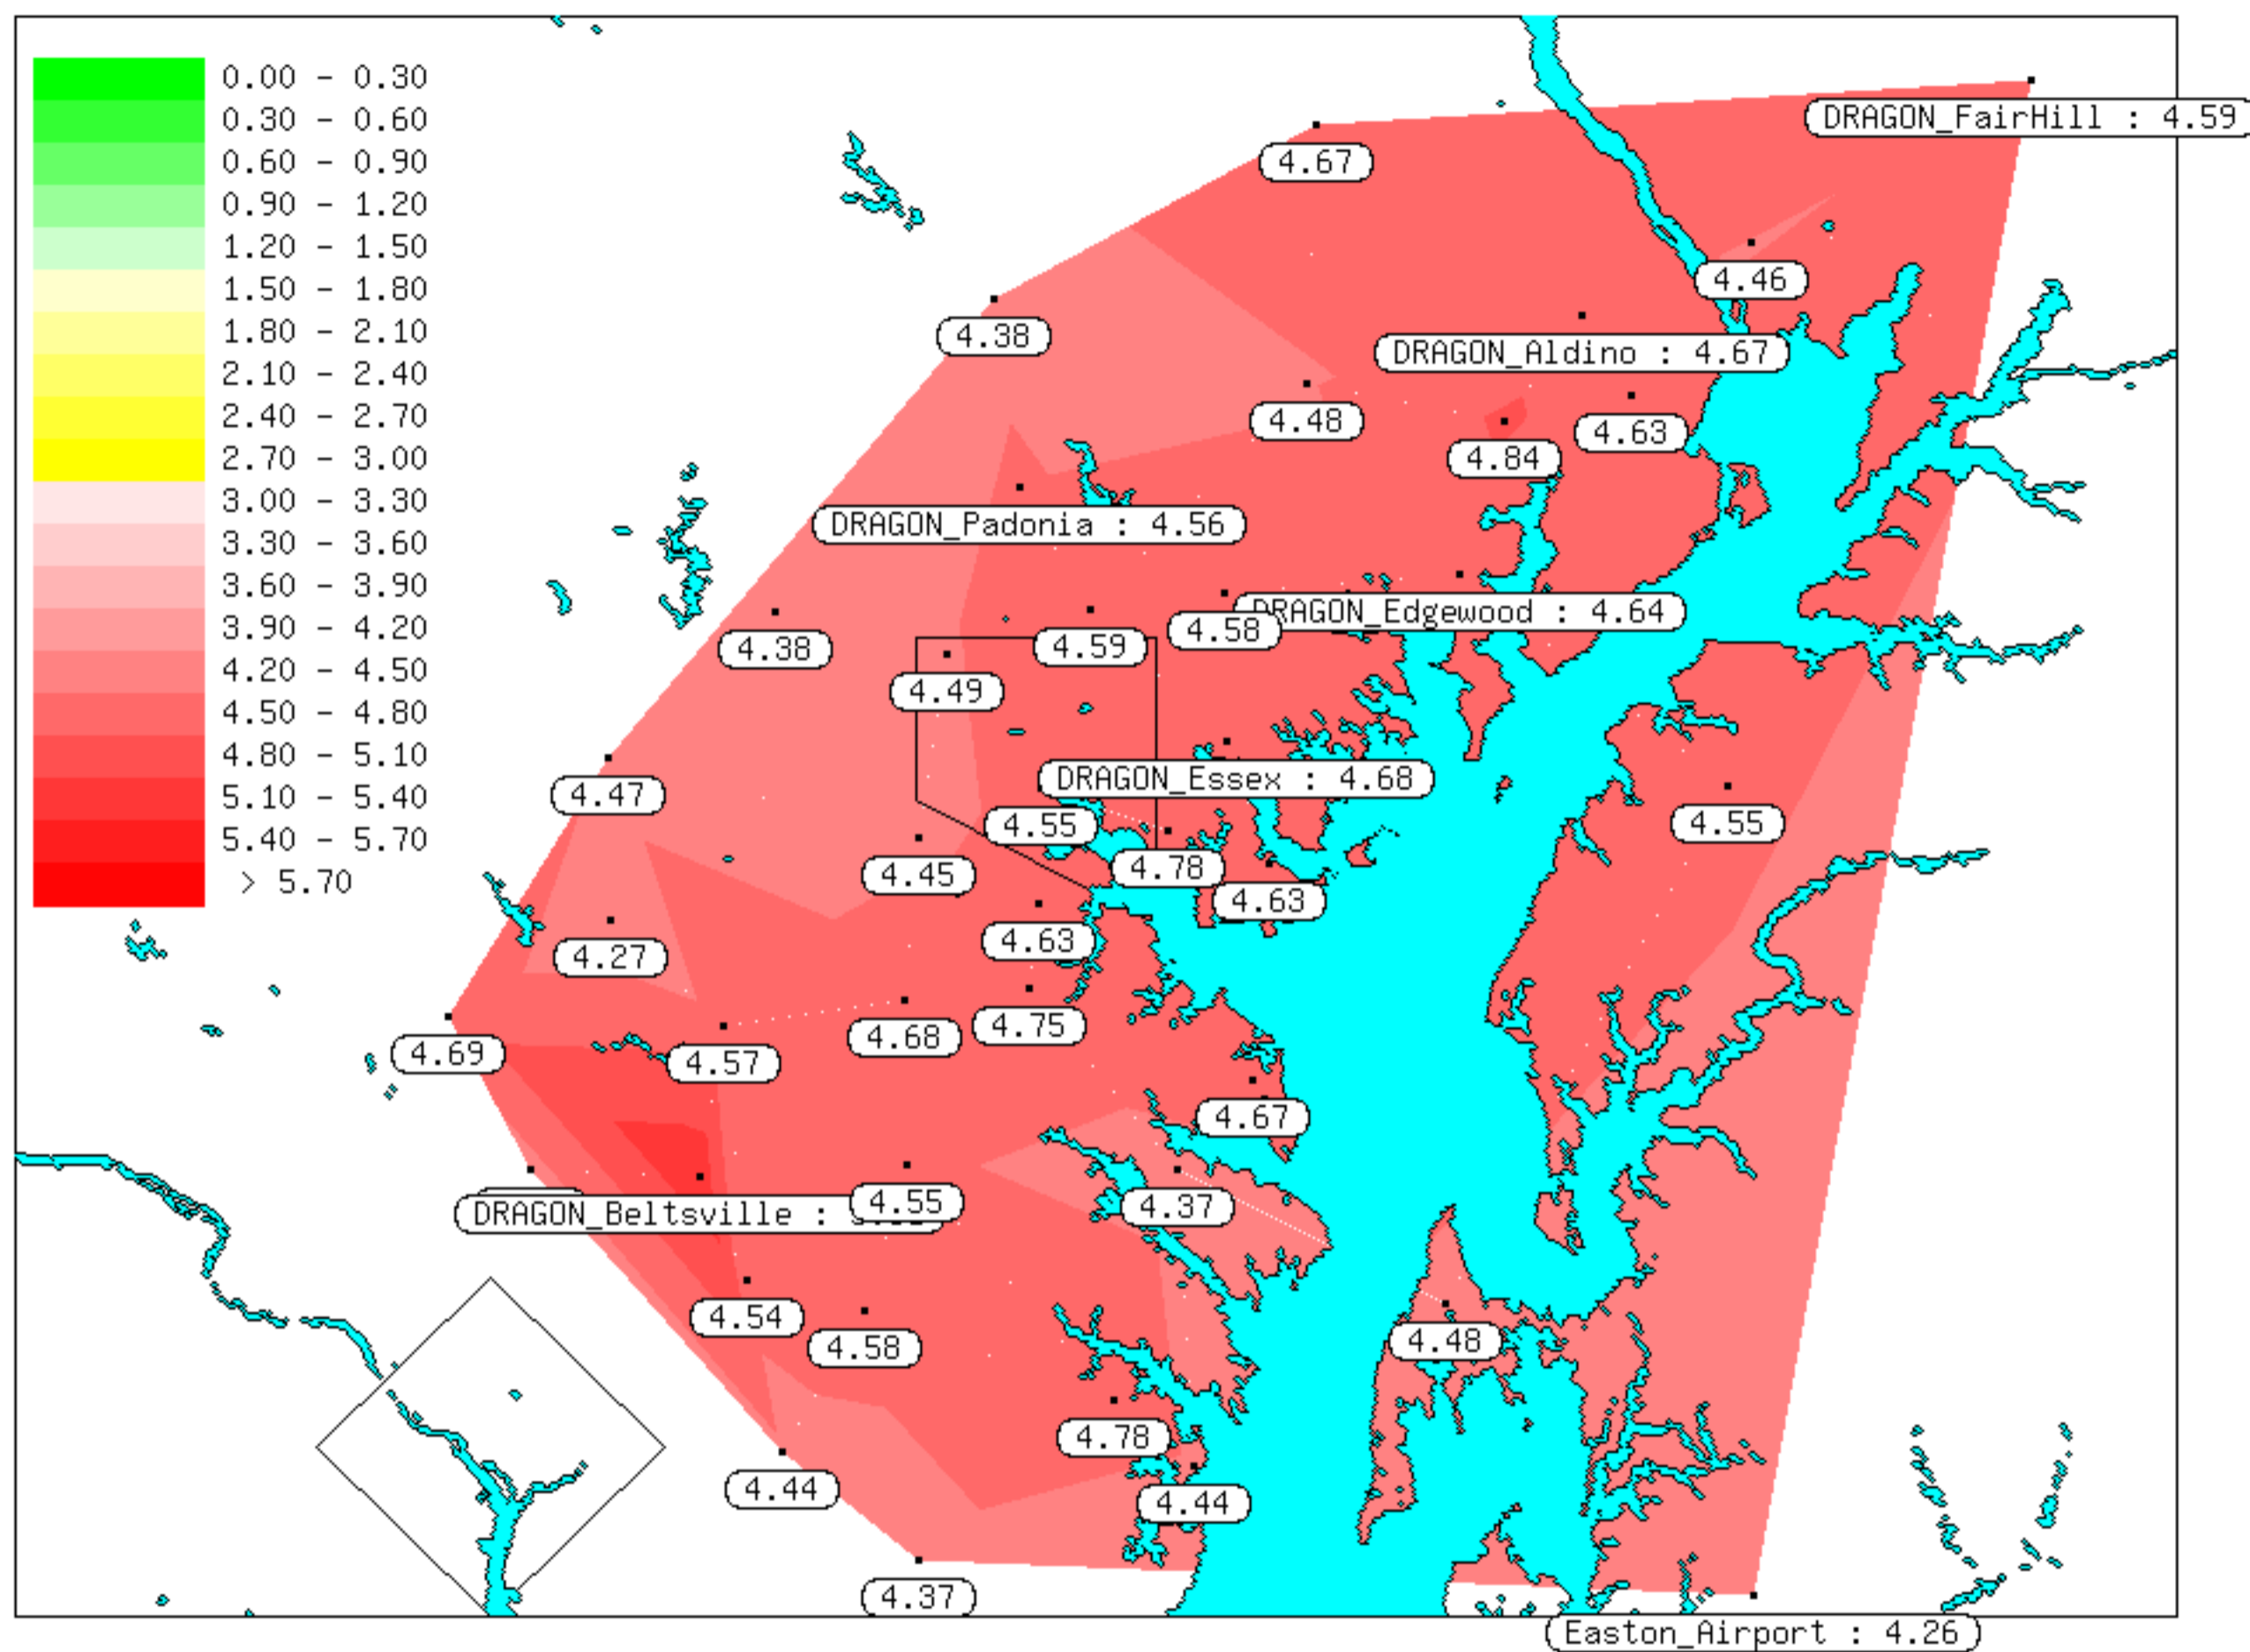 0.00 - 0.30
0.30 - 0.60
0.60 - 0.90
0.90 - 1.20
1.20 - 1.50
1.50 - 1.80
1.80 - 2.10
2.10 - 2.40
2.40 - 2.70
2.70 - 3.00
3.00 - 3.30
3.30 - 3.60
3.60 - 3.90
3.90 - 4.20
4.20 - 4.50
4.50 - 4.80
4.80 - 5.10
5.10 - 5.40
5.40 - 5.70
> 5.70
DRAGON_FairHill : 4.59
4.67
4.46
4.38
DRAGON_Aldino : 4.67
4.48
4.63
4.84
DRAGON_Padonia : 4.56
DRAGON_Edgewood : 4.64
4.58
4.59
4.38
4.49
DRAGON_Essex : 4.68
4.47
4.55
4.55
4.78
4.45
4.63
4.63
4.27
4.75
4.68
4.69
4.57
4.67
4.55
4.37
DRAGON_Beltsville :
4.54
4.48
4.58
4.78
4.44
4.44
4.37
Easton_Airport : 4.26